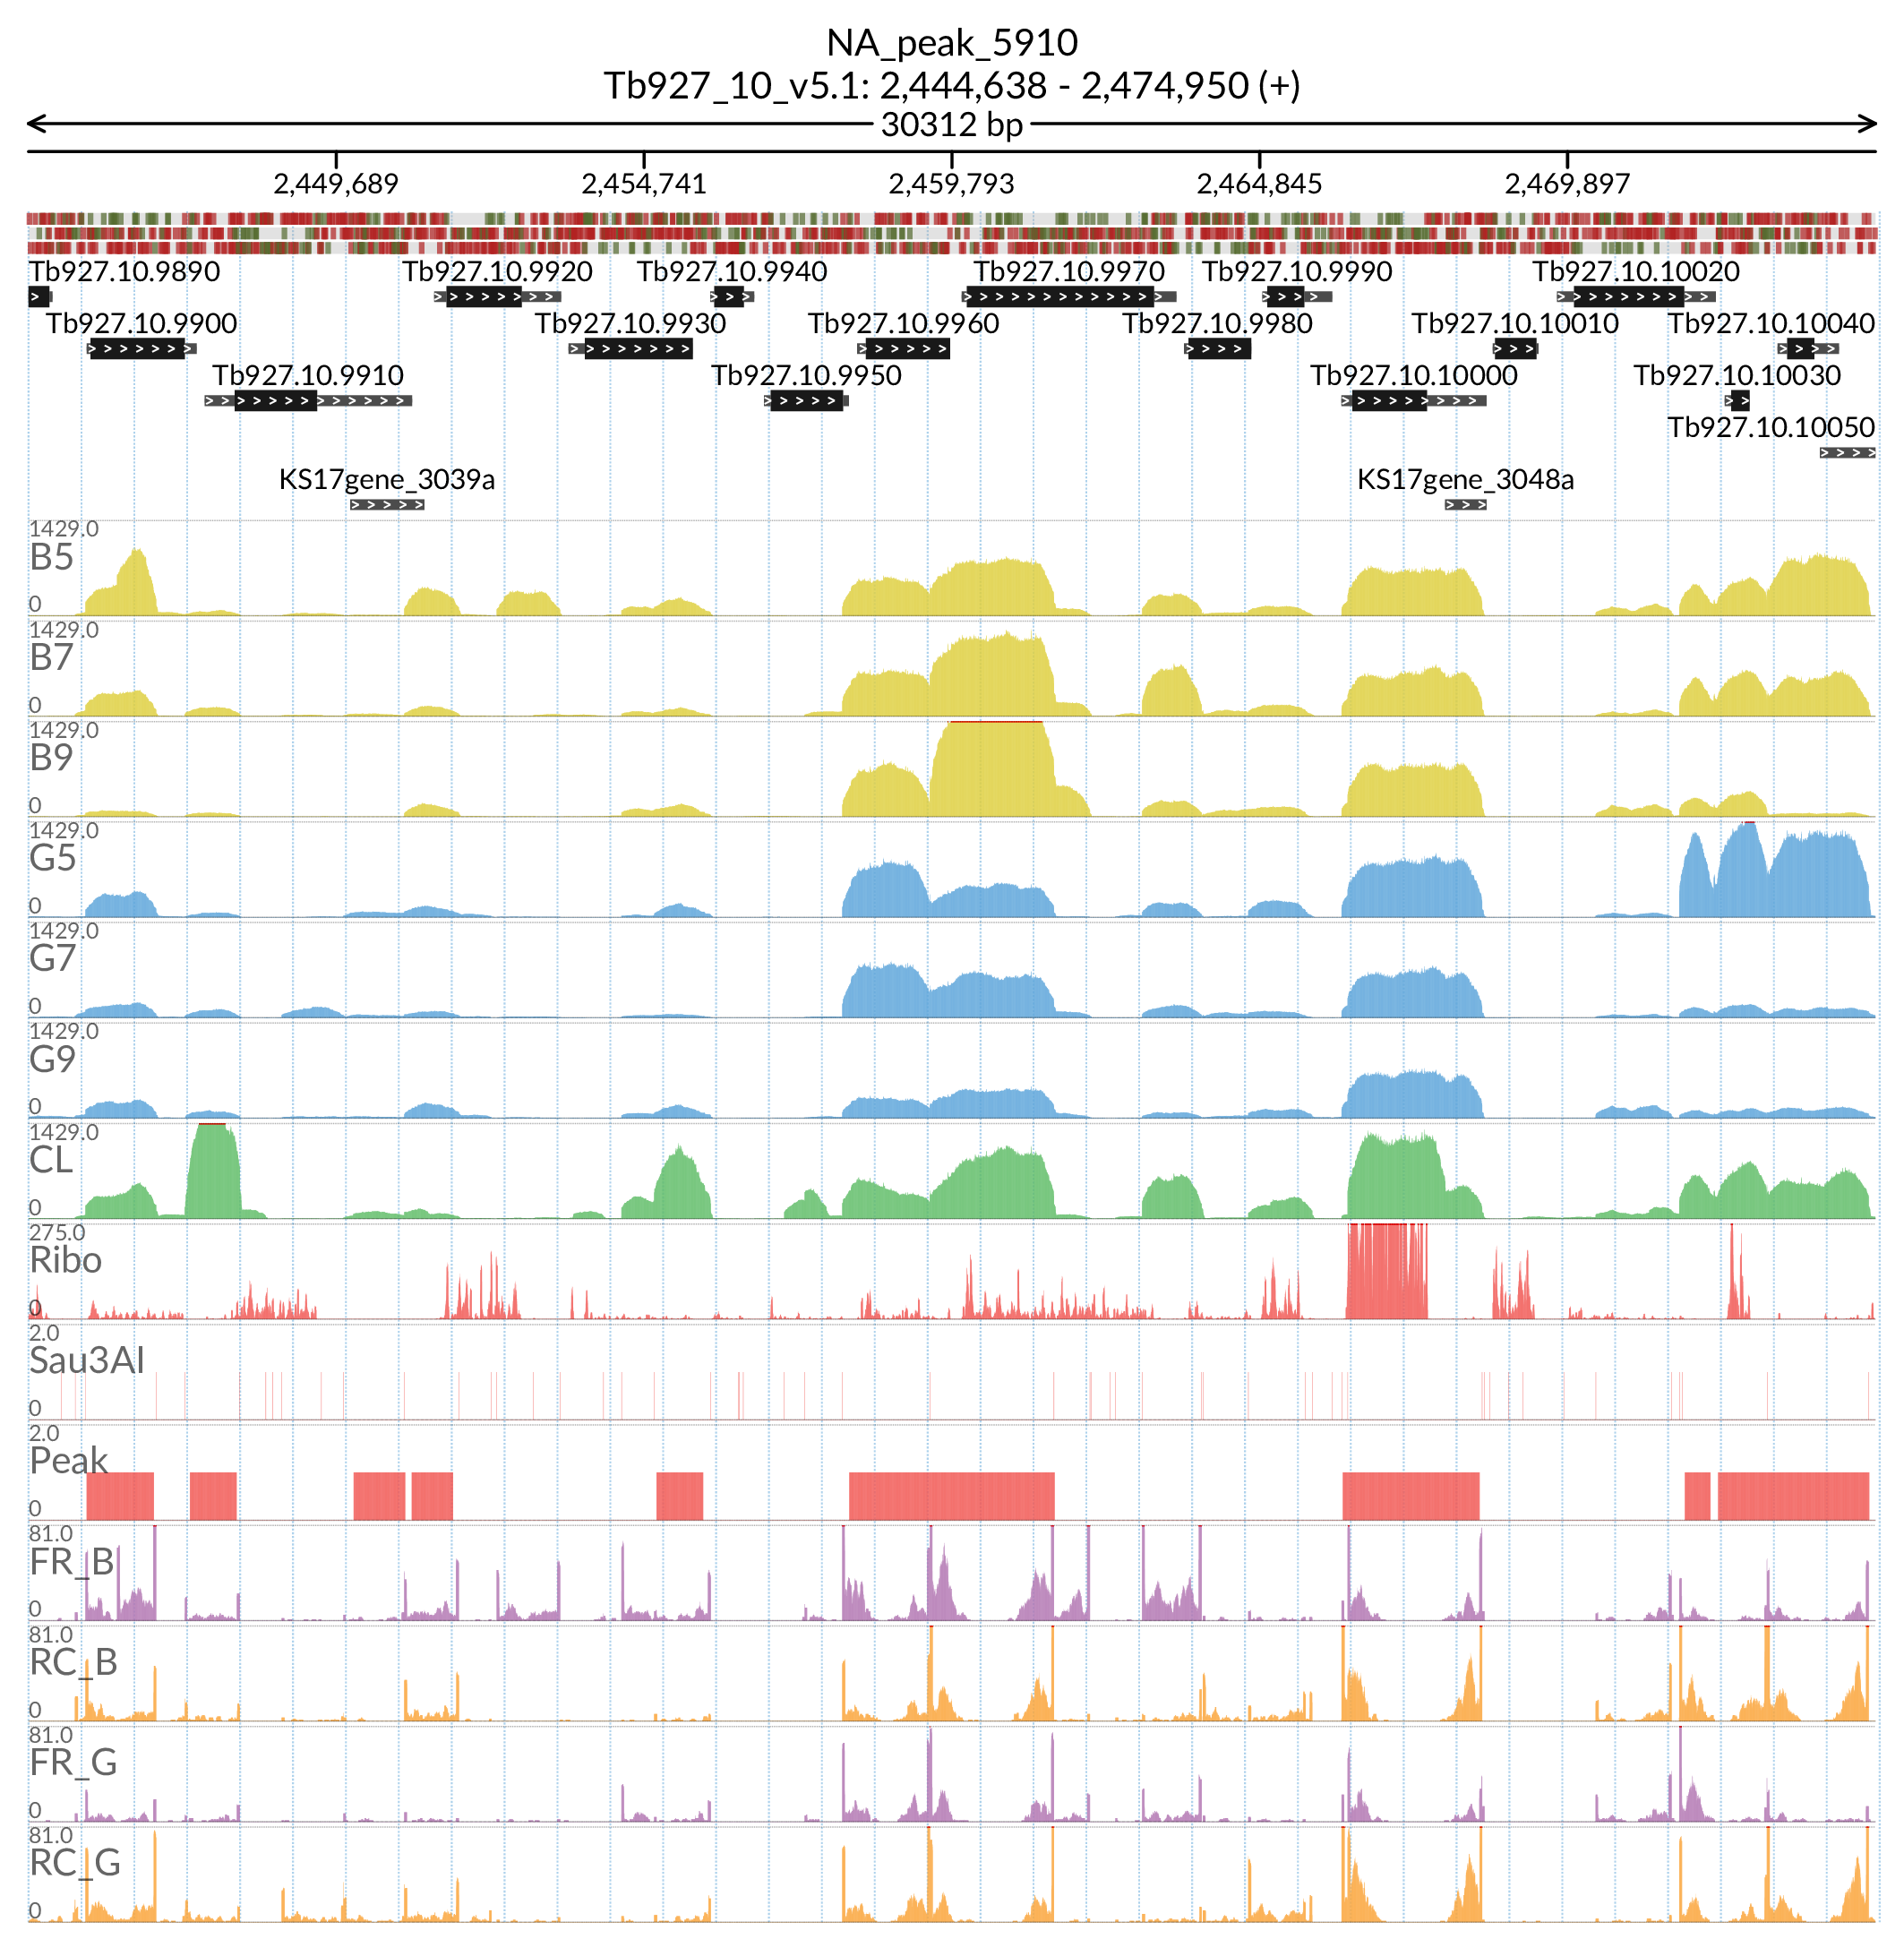 NA_peak_5910
Tb927_10_v5.1: 2,444,638 - 2,474,950 (+)
30312 bp
2,449,689 2,454,741 2,459,793 2,464,845 2,469,897
Tb927.10.9890 Tb927.10.9920 Tb927.10.9940 Tb927.10.9970 Tb927.10.9990 Tb927.10.10020
Tb927.10.9900 Tb927.10.9930 Tb927.10.9960 Tb927.10.9980 Tb927.10.10010 Tb927.10.10040
Tb927.10.9910 Tb927.10.9950 Tb927.10.10000 Tb927.10.10030
Tb927.10.10050
KS17gene_3039a KS17gene_3048a
1429.0
B5
0
1429.0
B7
0
1429.0
B9
0
1429.0
G5
0
1429.0
G7
0
1429.0
G9
0
1429.0
CL
0
275.0
Ribo
0
2.0
Sau3AI
0
2.0
Peak
0
81.0
FR_B
0
81.0
RC_B
0
81.0
FR_G
0
81.0
RC_G
0